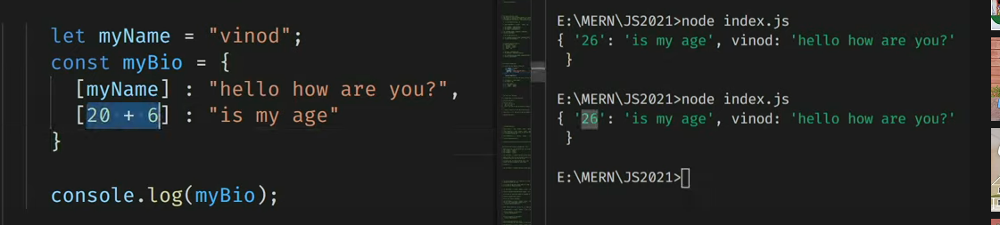 let myName = "vinod";
const myBio = {
[myName] : "hello how are you?",
[20 + 6] : "is my age"
}
console.log(myBio);
E:\MERN\JS2021>node index.js
{ '26': 'is my age', vinod: 'hello how are you?'
}
E:\MERN\JS2021>node index.js
{ '26': 'is my age', vinod: 'hello how are you?'
}
E:\MERN\JS2021>